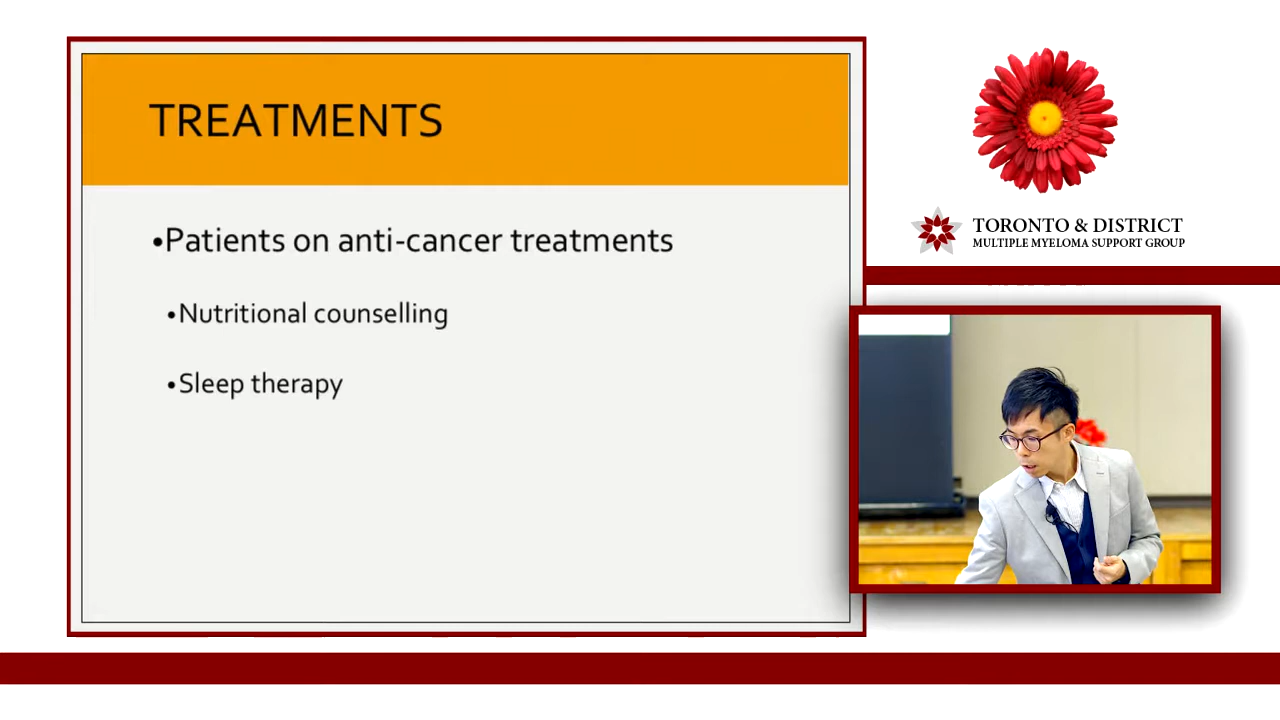 TREATMENTS
•Patients on anti-cancer treatments
•Nutritional counselling
•Sleep therapy
TORONTO & DISTRICT
MULTIPLE MYELOMA SUPPORT GROUP